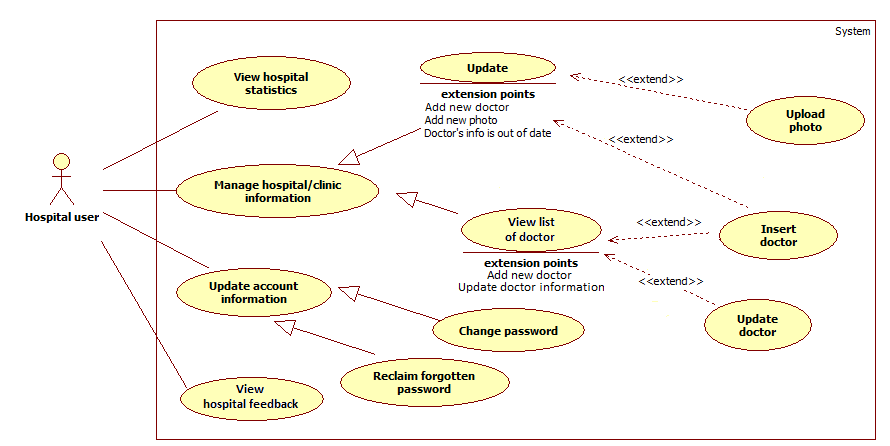 System
View hospital
statistics
Update
extension points
Add new doctor
Add new photo
Doctor's info is out of date
<<extend>>
Upload
photo
<<extend>>
Manage hospital/clinic
information
Hospital user
View list
of doctor
extension points
Add new doctor
Update doctor information
<<extend>>
Insert
doctor
<<extend>>
Update
doctor
Update account
information
Change password
Reclaim forgotten
password
View
hospital feedback